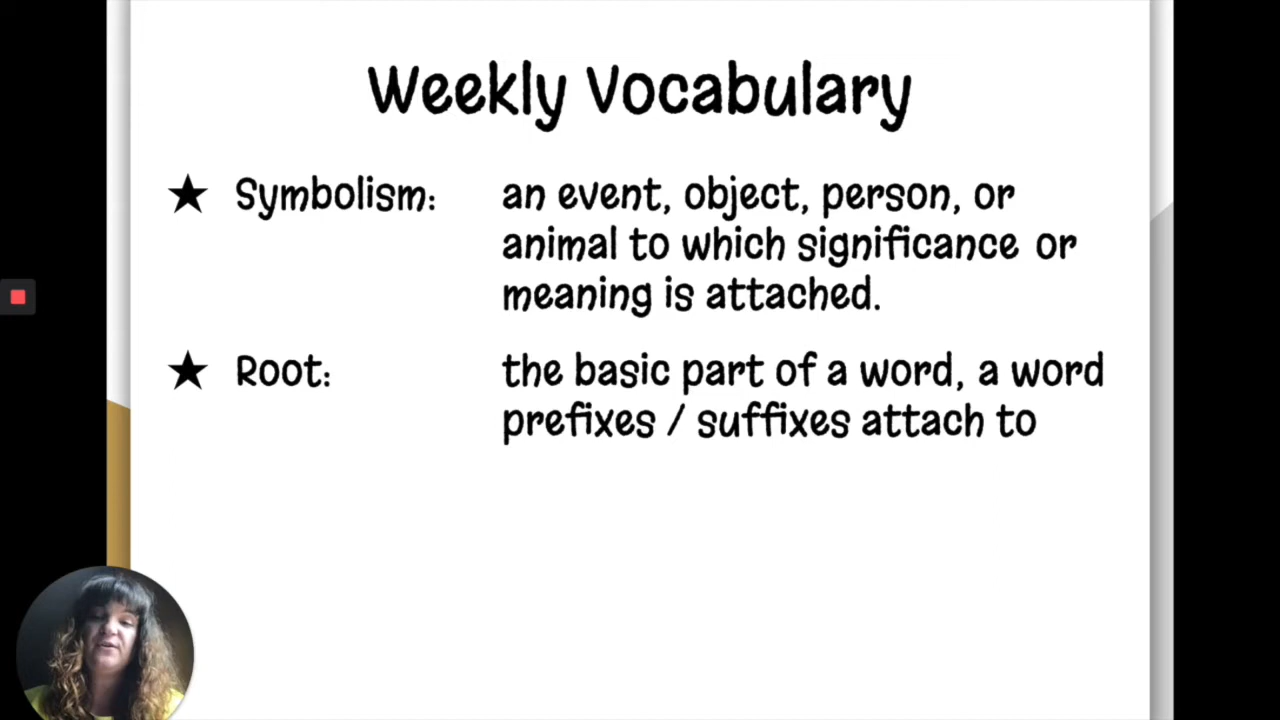 Weekly Vocabulary
★ Symbolism: an event, object, person, or
animal to which significance or
meaning is attached.
★ Root: the basic part of a word, a word
prefixes / suffixes attach to